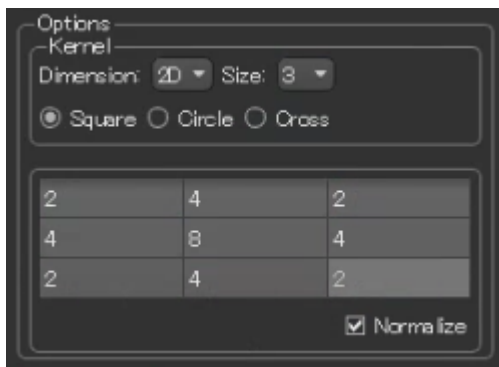 Options
Kernel
Dimension: 2D Size: 3
Square Circle Cross
2 4 2
4 8 4
2 4 2
Normalize